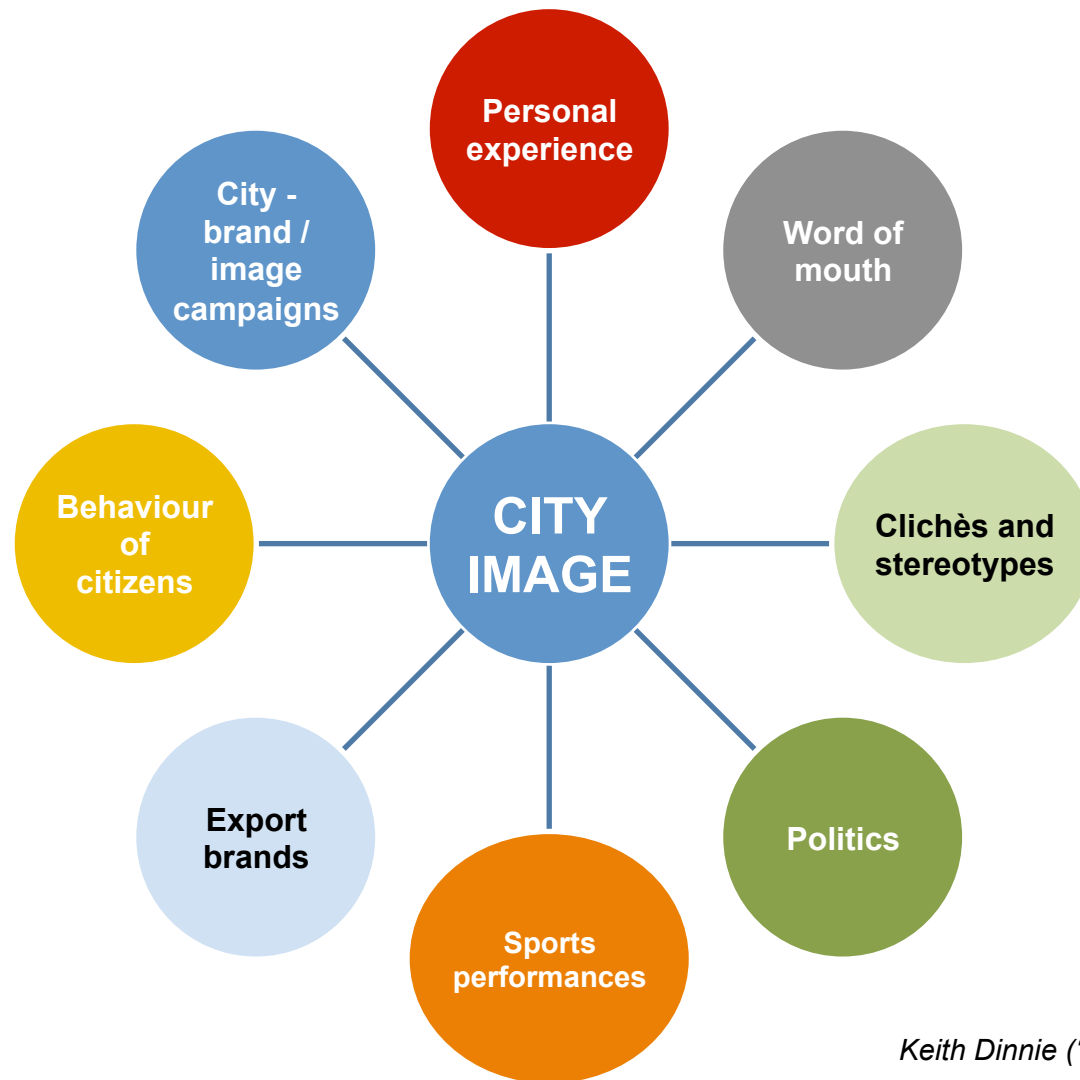 Personal
experience
Word of
mouth
Clichès and
stereotypes
Politics
Sports
performances
Export
brands
Behaviour
of
citizens
City -
brand /
image
campaigns
CITY
IMAGE
Keith Dinnie (